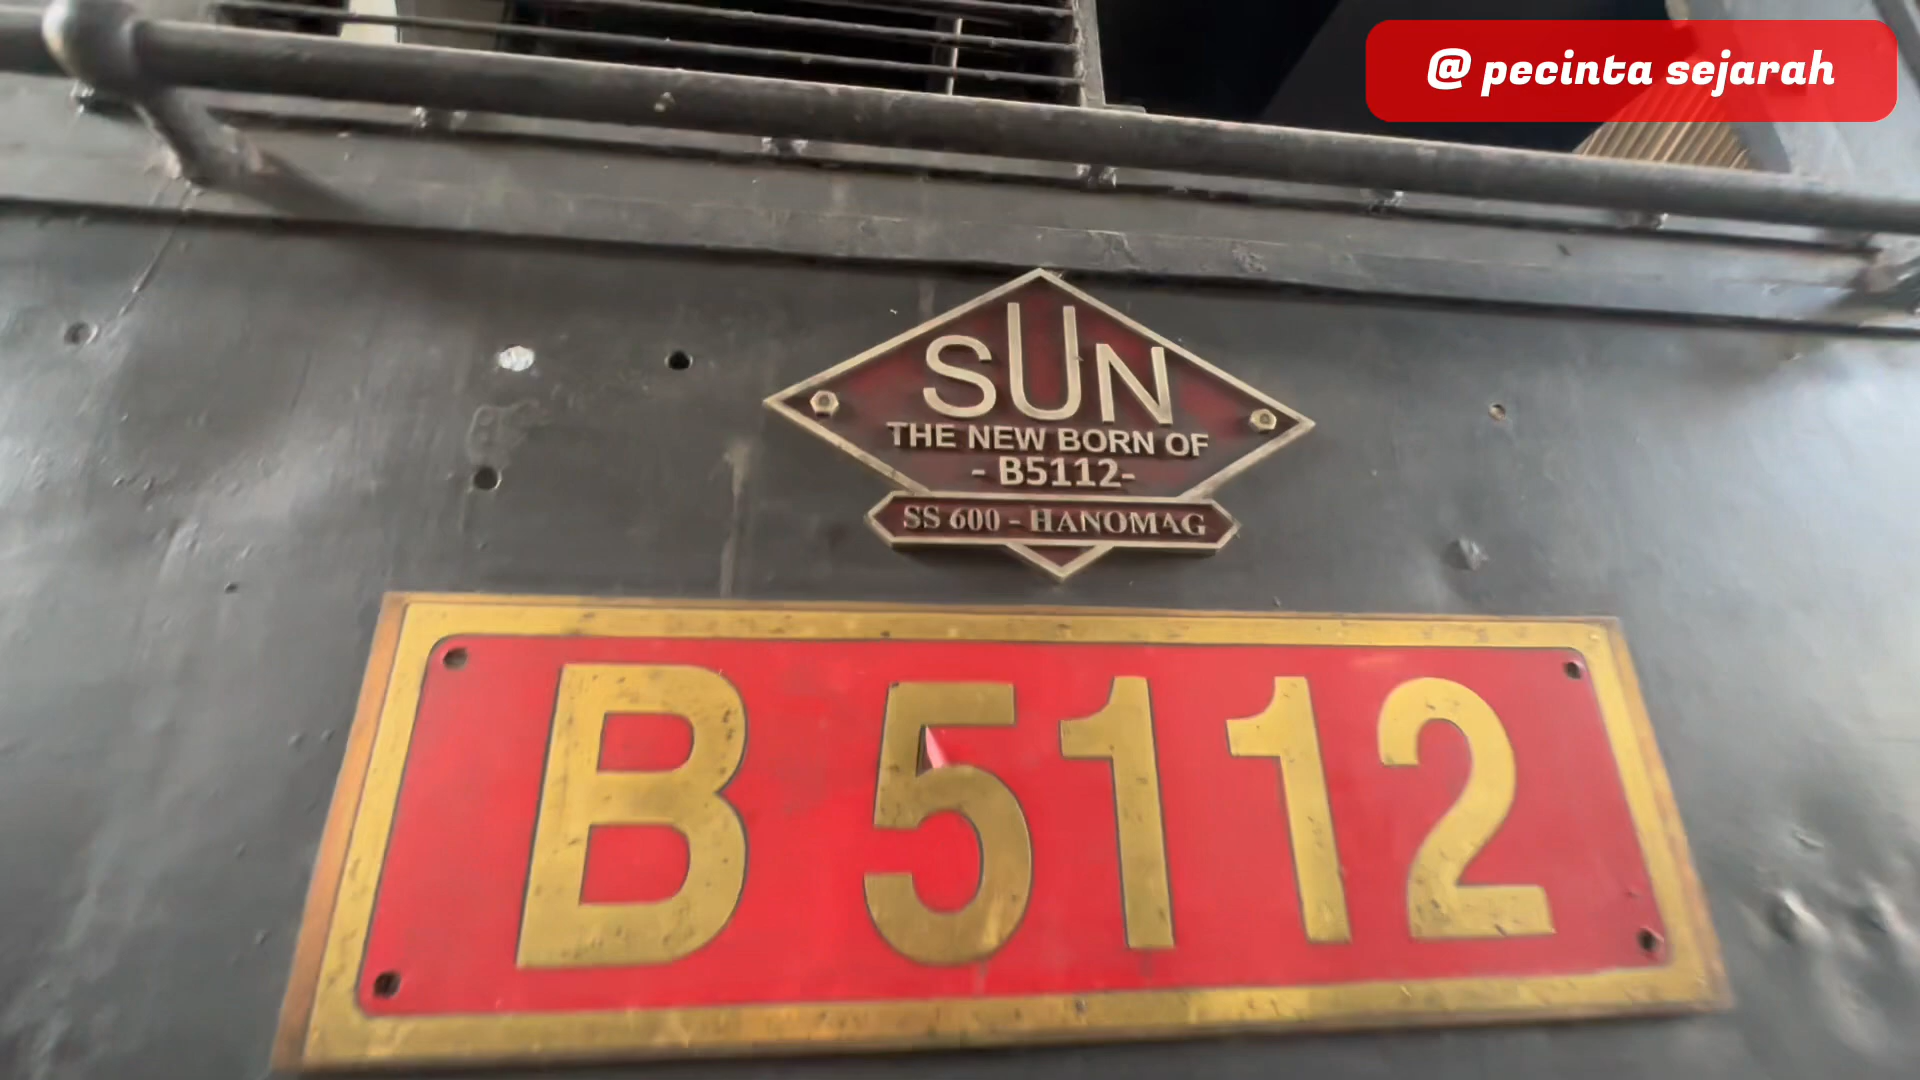 @ pecinta sejarah
SUN
THE NEW BORN OF
- B5112-
SS 600 - HANOMAG
B 5112